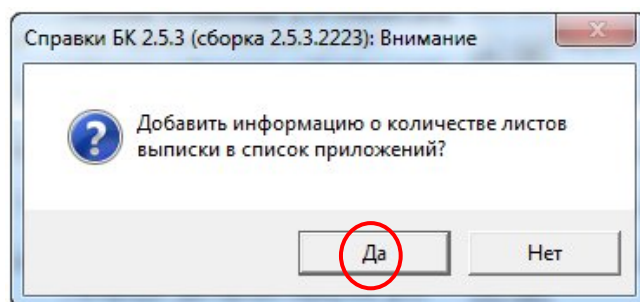 Справки БК 2.5.3 (сборка 2.5.3.2223): Внимание
Добавить информацию о количестве листов
выписки в список приложений?
Да
Нет